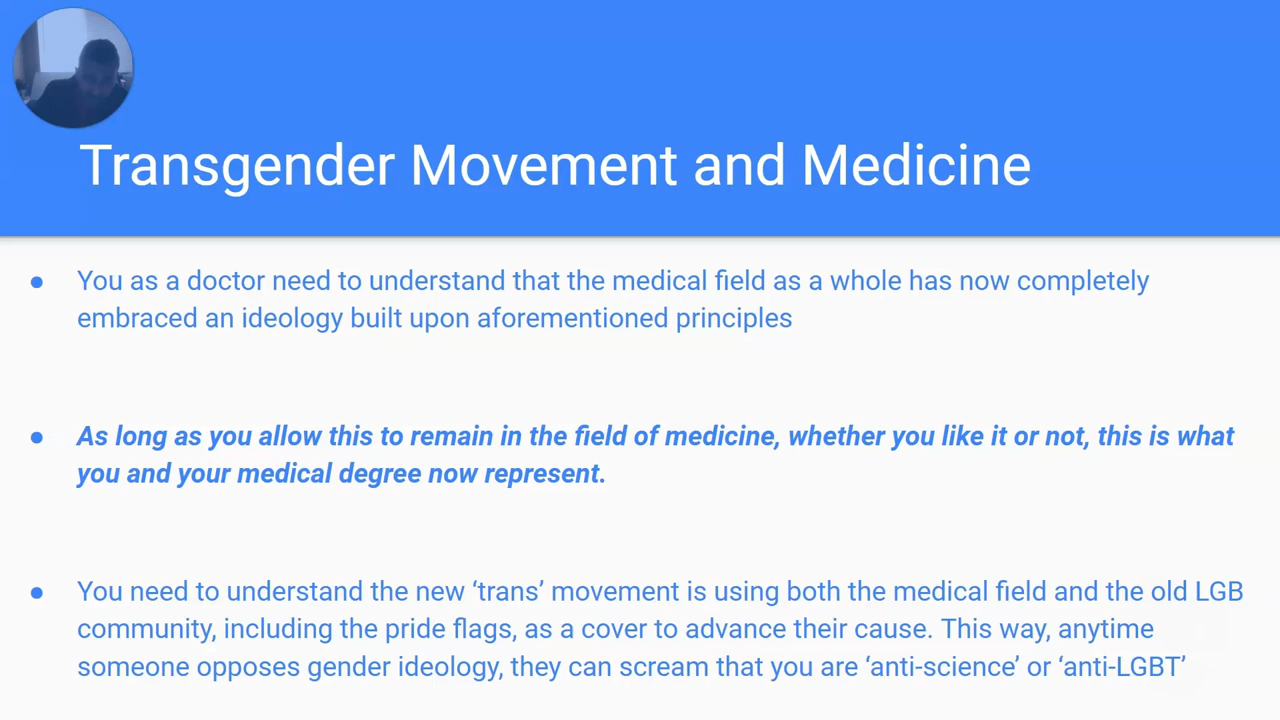 Transgender Movement and Medicine
● You as a doctor need to understand that the medical field as a whole has now completely
embraced an ideology built upon aforementioned principles
● As long as you allow this to remain in the field of medicine, whether you like it or not, this is what
you and your medical degree now represent.
● You need to understand the new ‘trans’ movement is using both the medical field and the old LGB
community, including the pride flags, as a cover to advance their cause. This way, anytime
someone opposes gender ideology, they can scream that you are ‘anti-science’ or ‘anti-LGBT’